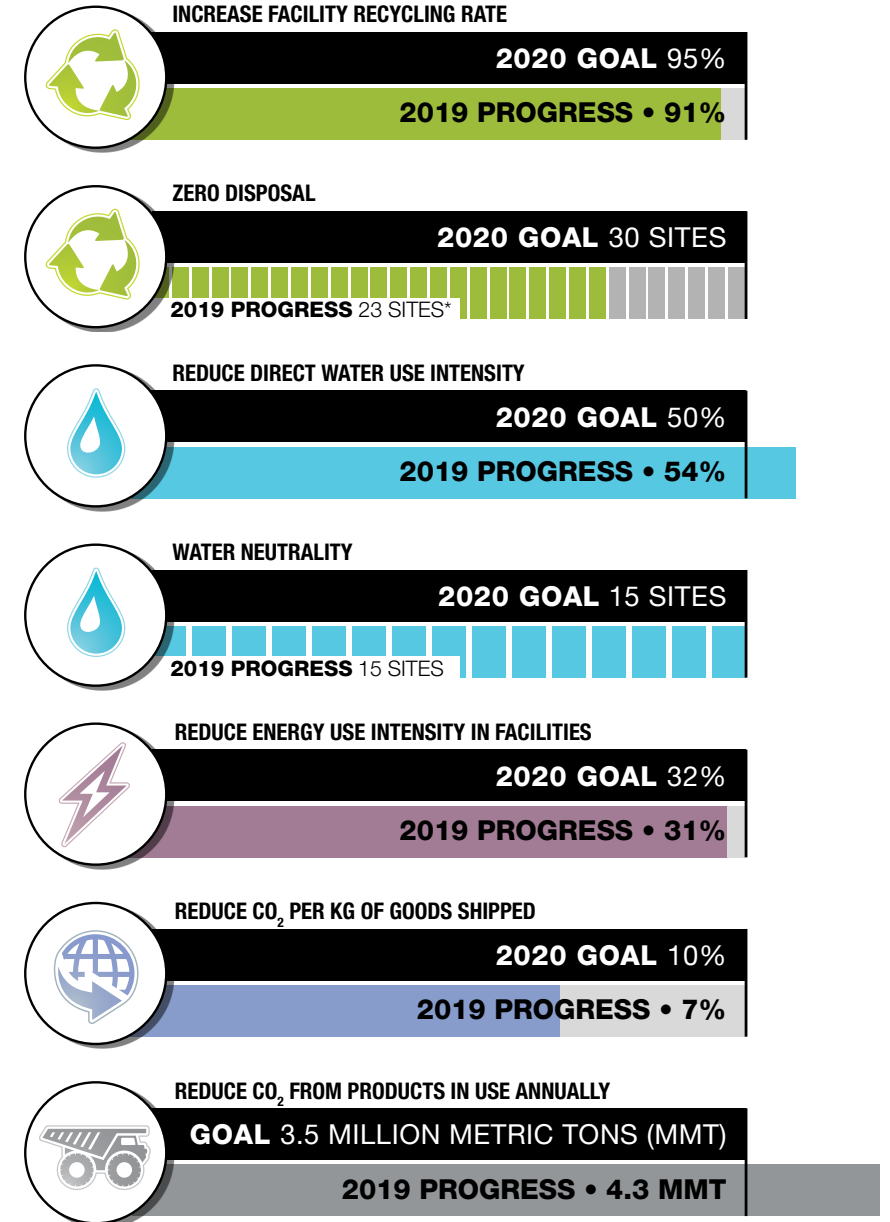 INCREASE FACILITY RECYCLING RATE
2020 GOAL 95%
2019 PROGRESS • 91%
ZERO DISPOSAL
2020 GOAL 30 SITES
2019 PROGRESS 23 SITES*
REDUCE DIRECT WATER USE INTENSITY
2020 GOAL 50%
2019 PROGRESS • 54%
WATER NEUTRALITY
2020 GOAL 15 SITES
2019 PROGRESS 15 SITES
REDUCE ENERGY USE INTENSITY IN FACILITIES
2020 GOAL 32%
2019 PROGRESS • 31%
REDUCE CO₂ PER KG OF GOODS SHIPPED
2020 GOAL 10%
2019 PROGRESS • 7%
REDUCE CO₂ FROM PRODUCTS IN USE ANNUALLY
GOAL 3.5 MILLION METRIC TONS (MMT)
2019 PROGRESS • 4.3 MMT